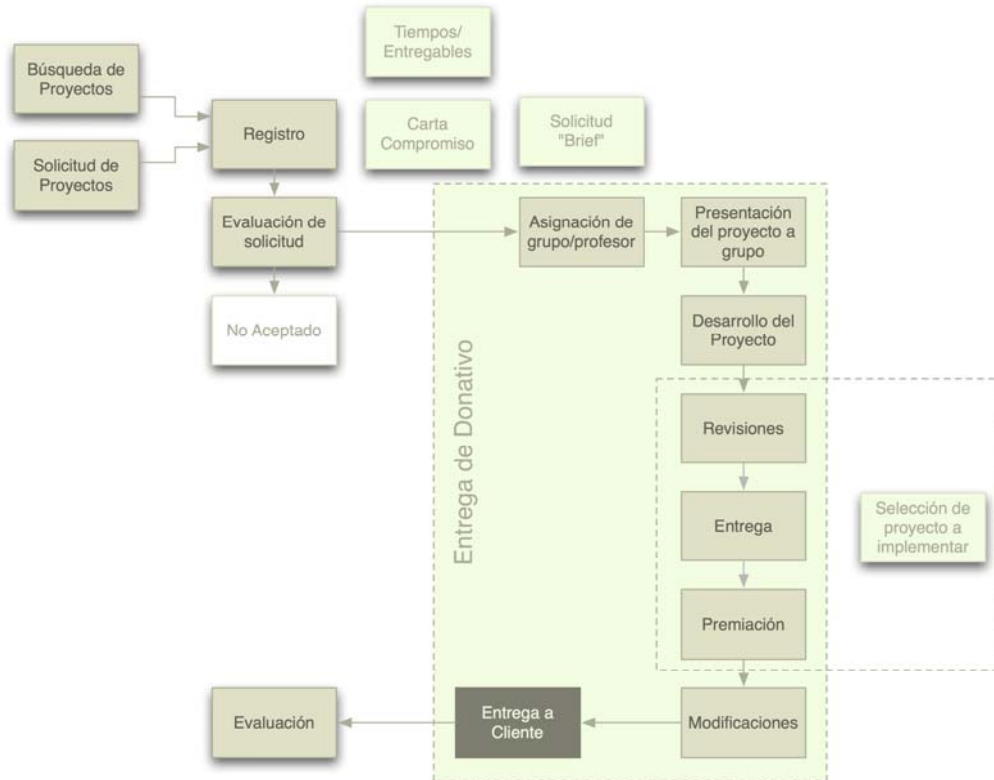 Tiempos/
Entregables
Búsqueda de
Proyectos
Registro
Carta
Compromiso
Solicitud
"Brief"
Solicitud de
Proyectos
Evaluación de
solicitud
Asignación de
grupo/profesor
Presentación
del proyecto a
grupo
No Aceptado
Desarrollo del
Proyecto
Entrega de Donativo
Revisiones
Entrega
Selección de
proyecto a
implementar
Premiación
Evaluación
Entrega a
Cliente
Modificaciones